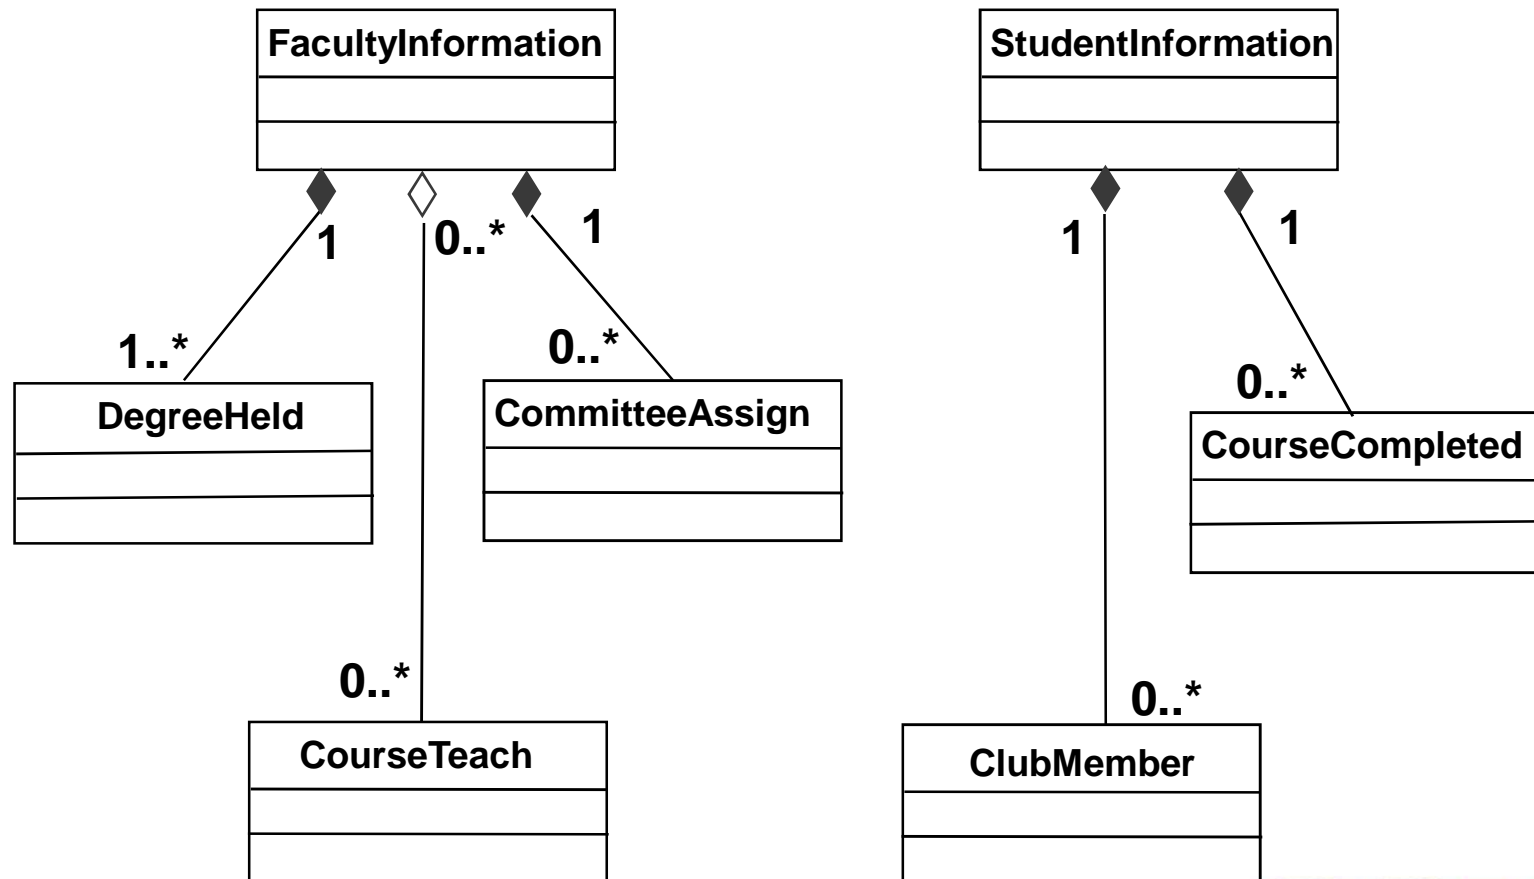 FacultyInformation
StudentInformation
1
0..*
1
1
1
1..*
0..*
0..*
DegreeHeld
CommitteeAssign
CourseCompleted
0..*
0..*
CourseTeach
ClubMember